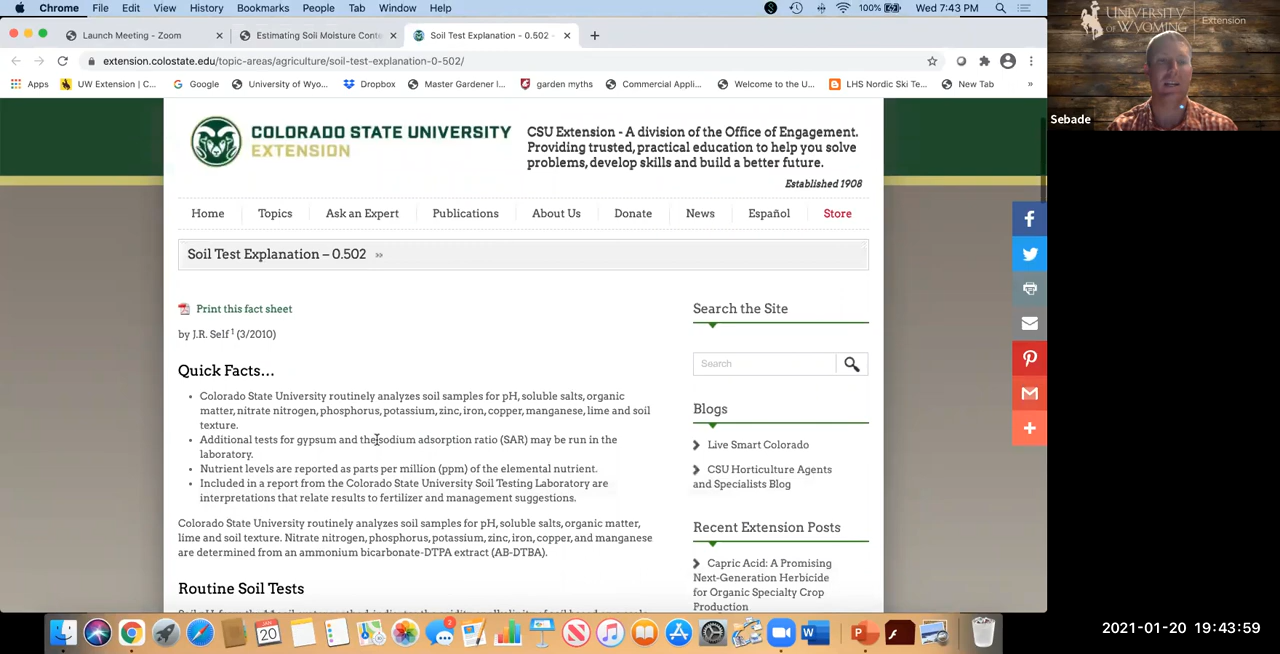 Chrome File Edit View History Bookmarks People Tab Window Help 100% Wed 7:43 PM
Launch Meeting - Zoom × Estimating Soil Moisture Conte × Soil Test Explanation - 0.502 - × +
extension.colostate.edu/topic-areas/agriculture/soil-test-explanation-0-502/
Apps UW Extension | C... Google University of Wyo... Dropbox Master Gardener I... garden myths Commercial Appli... Welcome to the U... LHS Nordic Ski Te... New Tab »
UNIVERSITY OF WYOMING Extension
Sebade
COLORADO STATE UNIVERSITY
EXTENSION
CSU Extension - A division of the Office of Engagement.
Providing trusted, practical education to help you solve
problems, develop skills and build a better future.
Established 1908
Home Topics Ask an Expert Publications About Us Donate News Español Store
Soil Test Explanation – 0.502 »
Print this fact sheet
by J.R. Self 1 (3/2010)
Quick Facts...
• Colorado State University routinely analyzes soil samples for pH, soluble salts, organic
matter, nitrate nitrogen, phosphorus, potassium, zinc, iron, copper, manganese, lime and soil
texture.
• Additional tests for gypsum and the sodium adsorption ratio (SAR) may be run in the
laboratory.
• Nutrient levels are reported as parts per million (ppm) of the elemental nutrient.
• Included in a report from the Colorado State University Soil Testing Laboratory are
interpretations that relate results to fertilizer and management suggestions.
Colorado State University routinely analyzes soil samples for pH, soluble salts, organic matter,
lime and soil texture. Nitrate nitrogen, phosphorus, potassium, zinc, iron, copper, and manganese
are determined from an ammonium bicarbonate-DTPA extract (AB-DTBA).
Routine Soil Tests
Search the Site
Search
Blogs
Live Smart Colorado
CSU Horticulture Agents
and Specialists Blog
Recent Extension Posts
Capric Acid: A Promising
Next-Generation Herbicide
for Organic Specialty Crop
Production
JAN
20
2
2021-01-20 19:43:59